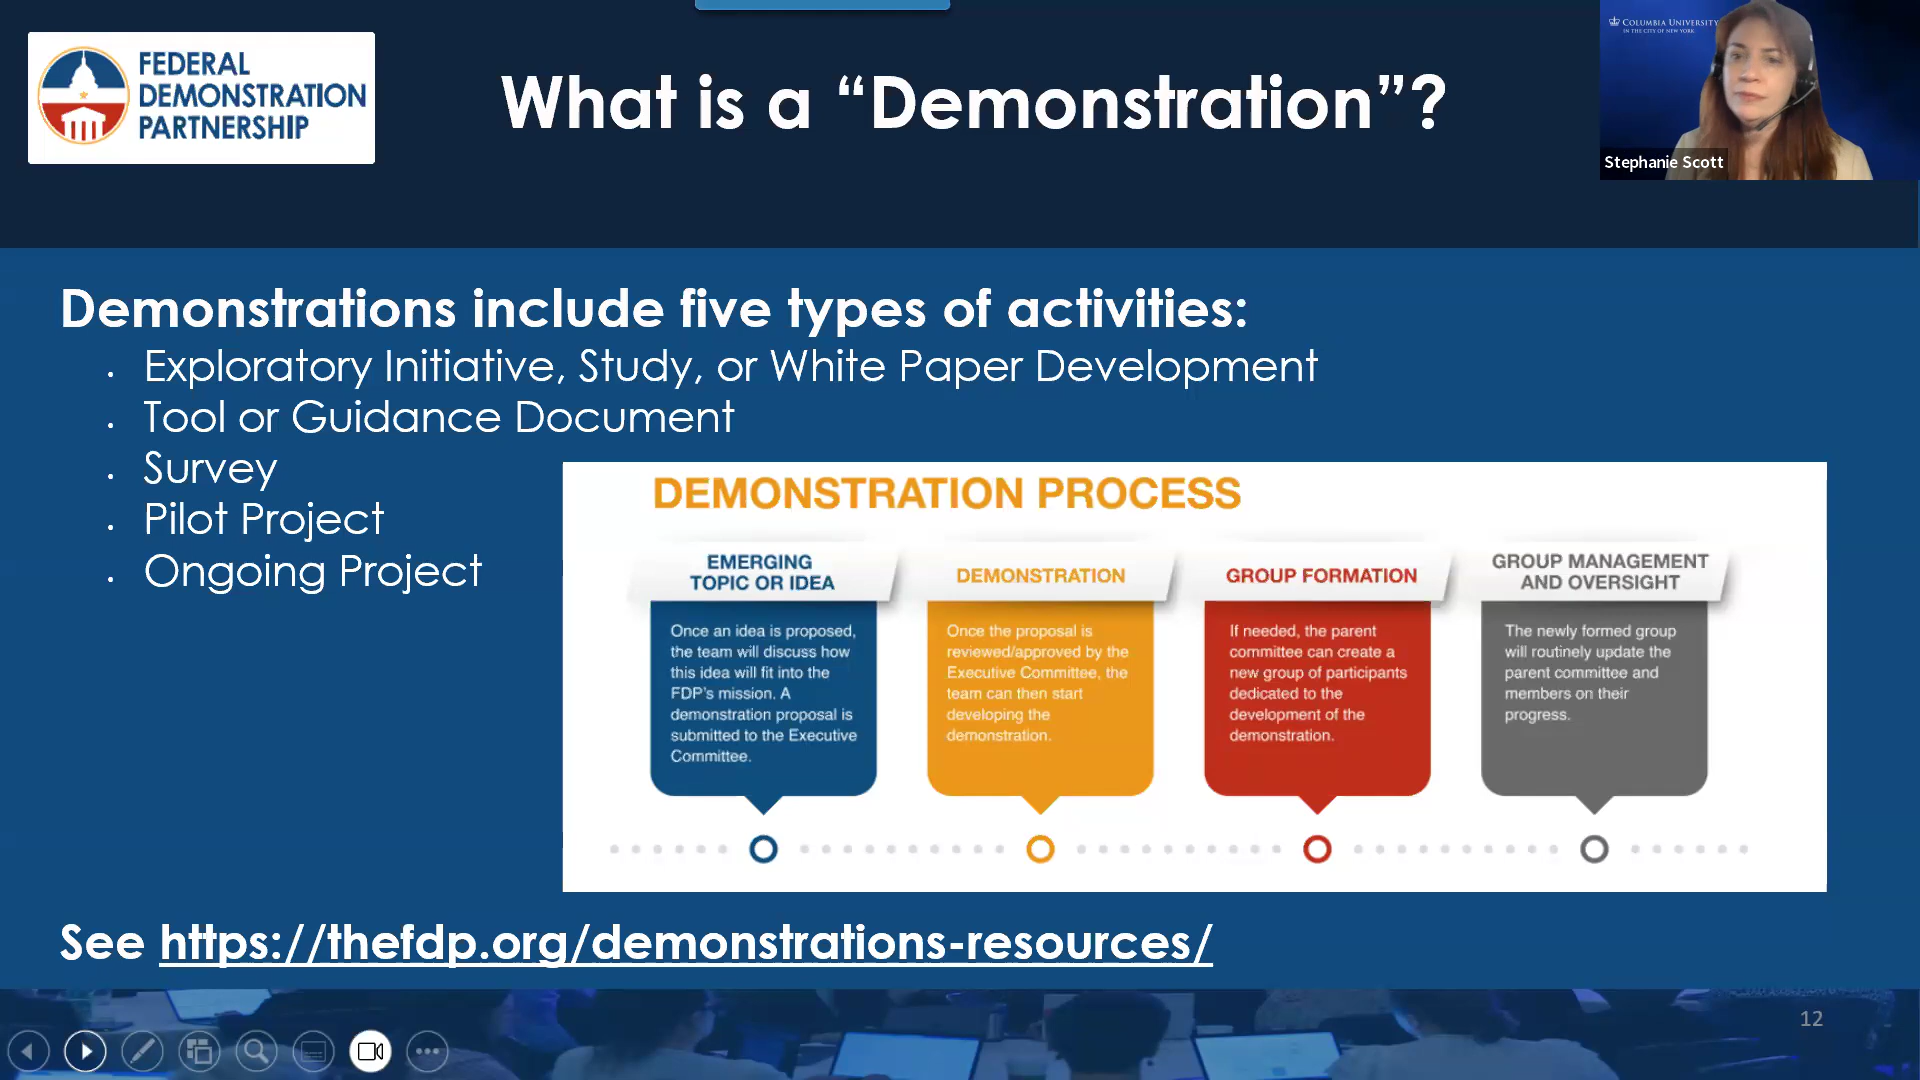 FEDERAL
DEMONSTRATION
PARTNERSHIP
What is a “Demonstration”?
COLUMBIA UNIVERSITY
IN THE CITY OF NEW YORK
Stephanie Scott
Demonstrations include five types of activities:
• Exploratory Initiative, Study, or White Paper Development
• Tool or Guidance Document
• Survey
• Pilot Project
• Ongoing Project
DEMONSTRATION PROCESS
EMERGING
TOPIC OR IDEA
Once an idea is proposed,
the team will discuss how
this idea will fit into the
FDP's mission. A
demonstration proposal is
submitted to the Executive
Committee.
DEMONSTRATION
Once the proposal is
reviewed/approved by the
Executive Committee, the
team can then start
developing the
demonstration.
GROUP FORMATION
If needed, the parent
committee can create a
new group of participants
dedicated to the
development of the
demonstration.
GROUP MANAGEMENT
AND OVERSIGHT
The newly formed group
will routinely update the
parent committee and
members on their
progress.
See https://thefdp.org/demonstrations-resources/
12